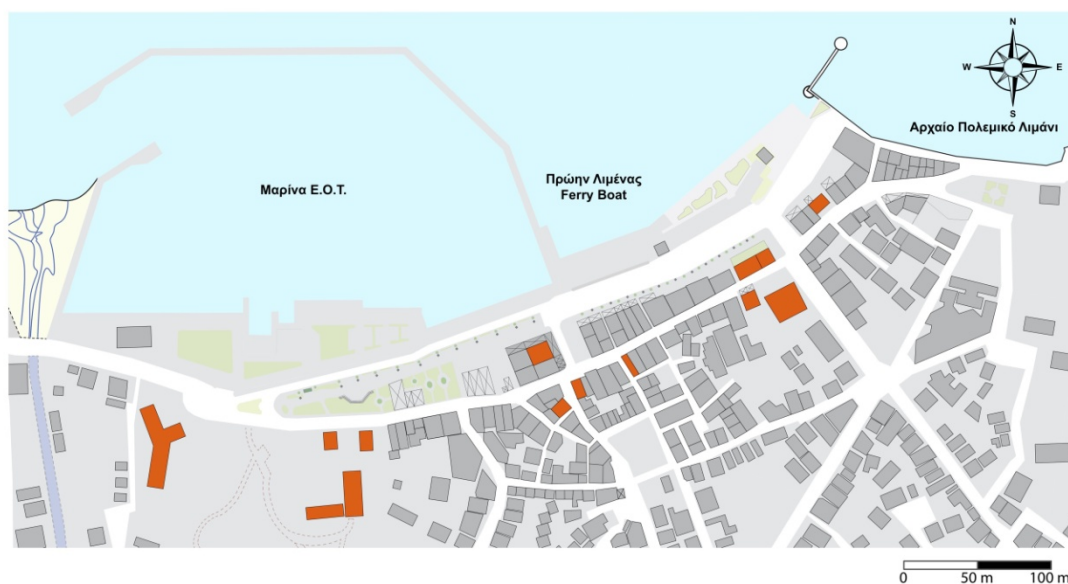 N
W E
S
Αρχαίο Πολεμικό Λιμάνι
Μαρίνα Ε.Ο.Τ.
Πρώην Λιμένας
Ferry Boat
0 50 m 100 m